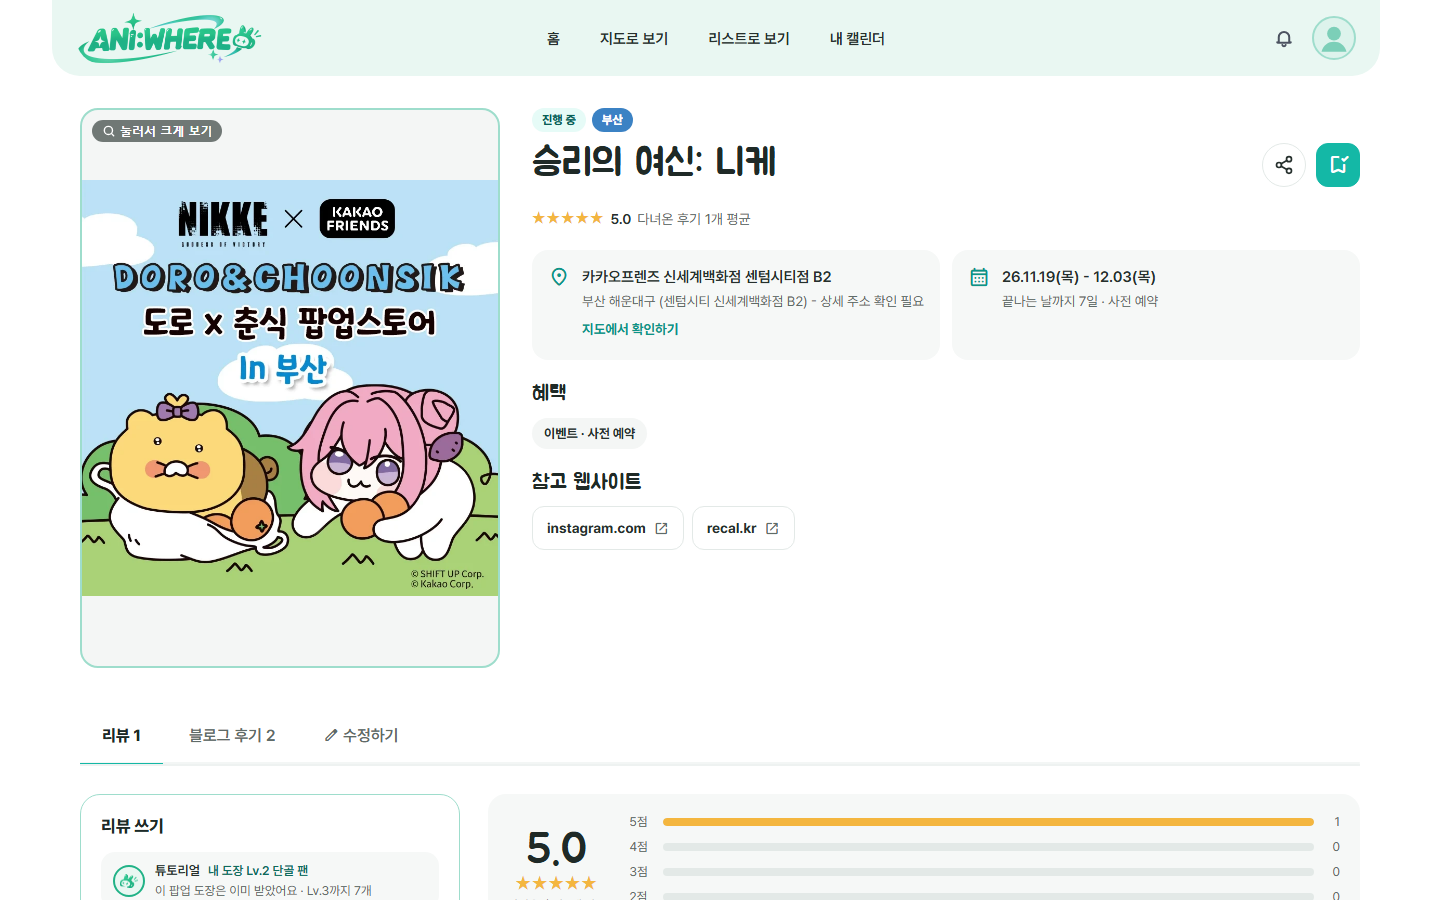 ANI:WHERE
홈
지도로 보기
리스트로 보기
내 캘린더
눌러서 크게 보기
NIKKE
GODDESS OF VICTORY
KAKAO
FRIENDS
DORO&CHOONSIK
도로 x 춘식 팝업스토어
In 부산
© SHIFT UP Corp.
© Kakao Corp.
진행 중
부산
승리의 여신: 니케
★★★★★ 5.0 다녀온 후기 1개 평균
카카오프렌즈 신세계백화점 센텀시티점 B2
부산 해운대구 (센텀시티 신세계백화점 B2) - 상세 주소 확인 필요
지도에서 확인하기
26.11.19(목) - 12.03(목)
끝나는 날까지 7일 · 사전 예약
혜택
이벤트 · 사전 예약
참고 웹사이트
instagram.com
recal.kr
리뷰 1
블로그 후기 2
수정하기
리뷰 쓰기
튜토리얼 내 도장 Lv.2 단골 팬
이 팝업 도장은 이미 받았어요 · Lv.3까지 7개
5.0
★★★★★
5점 1
4점 0
3점 0
2점 0